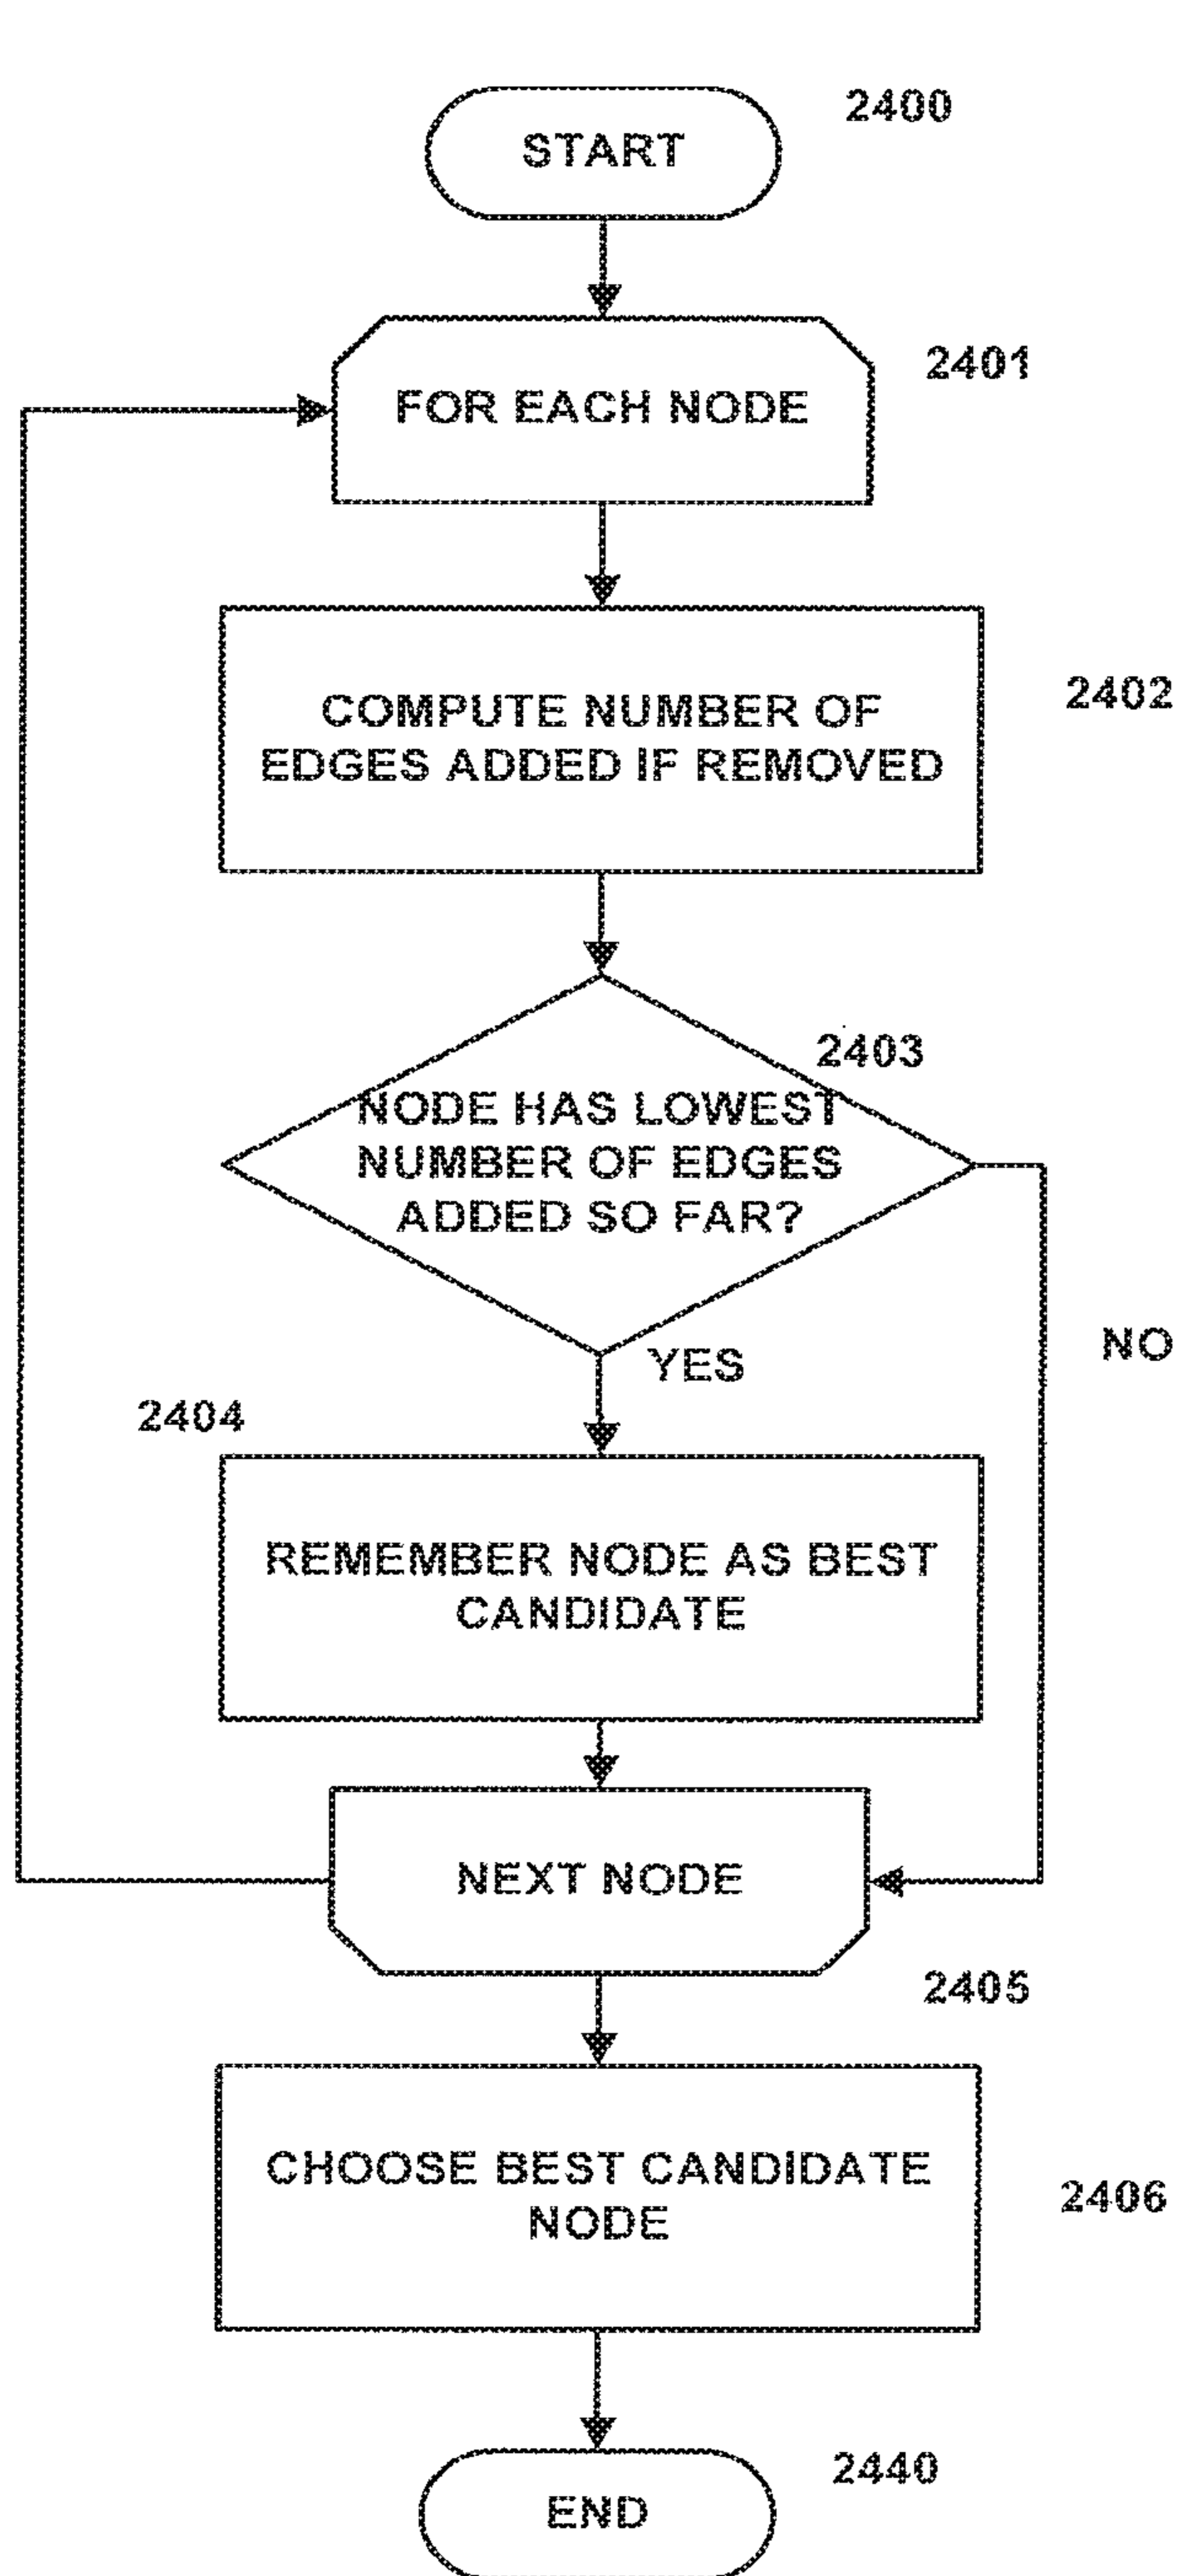 2400
START
2401
FOR EACH NODE
2402
COMPUTE NUMBER OF
EDGES ADDED IF REMOVED
2403
NODE HAS LOWEST
NUMBER OF EDGES
ADDED SO FAR?
NO
YES
2404
REMEMBER NODE AS BEST
CANDIDATE
NEXT NODE
2405
CHOOSE BEST CANDIDATE
NODE
2406
2440
END